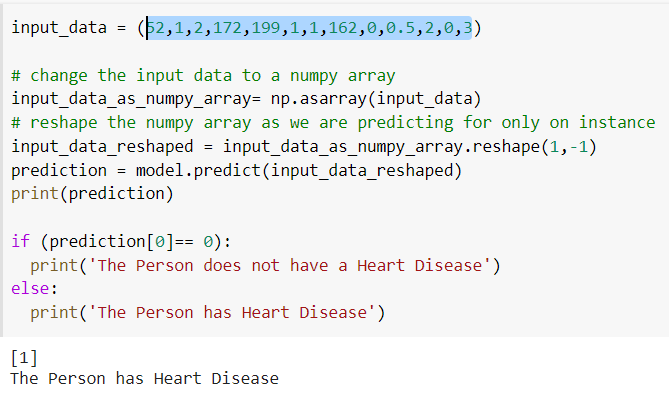 input_data = (52,1,2,172,199,1,1,162,0,0.5,2,0,3)
# change the input data to a numpy array
input_data_as_numpy_array= np.asarray(input_data)
# reshape the numpy array as we are predicting for only on instance
input_data_reshaped = input_data_as_numpy_array.reshape(1,-1)
prediction = model.predict(input_data_reshaped)
print(prediction)
if (prediction[0]== 0):
  print('The Person does not have a Heart Disease')
else:
  print('The Person has Heart Disease')
[1]
The Person has Heart Disease